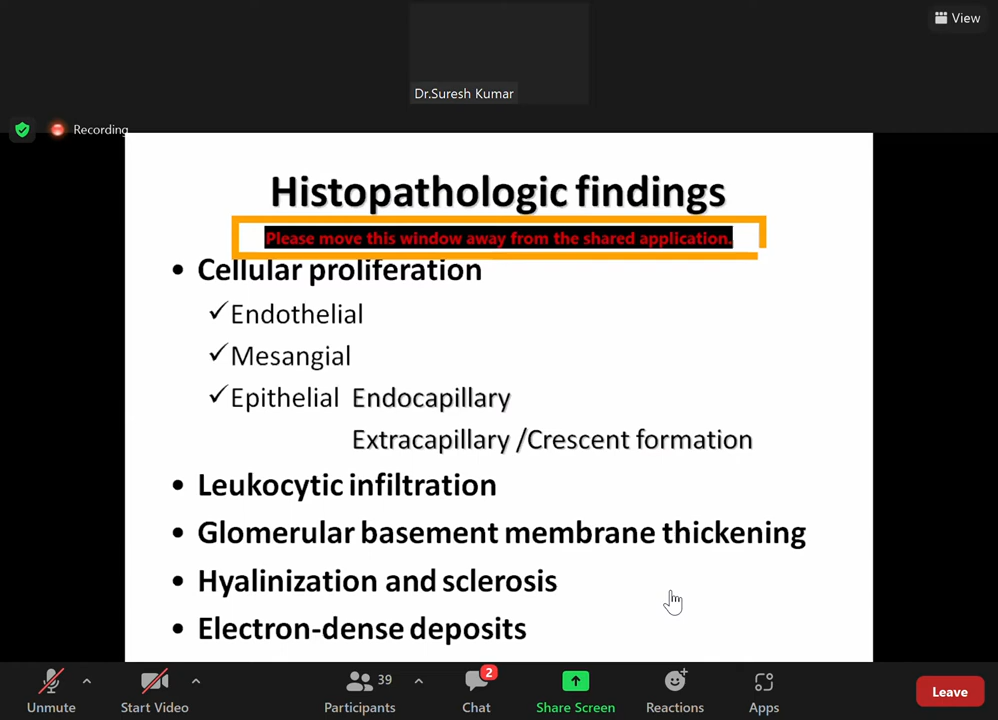 View
Dr.Suresh Kumar
Recording
Histopathologic findings
Please move this window away from the shared application.
• Cellular proliferation
✓Endothelial
✓Mesangial
✓Epithelial Endocapillary
Extracapillary /Crescent formation
• Leukocytic infiltration
• Glomerular basement membrane thickening
• Hyalinization and sclerosis
• Electron-dense deposits
39
2
Unmute
Start Video
Participants
Chat
Share Screen
Reactions
Apps
Leave